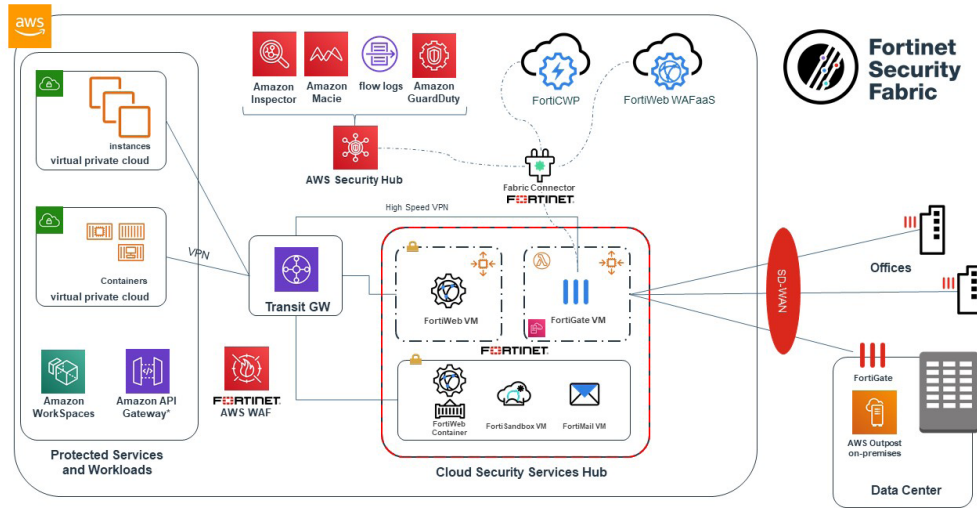 aws
instances
virtual private cloud
Containers
virtual private cloud
VPN
Amazon
WorkSpaces
Amazon API
Gateway*
Protected Services
and Workloads
Amazon
Inspector
Amazon
Macie
flow logs
Amazon
GuardDuty
AWS Security Hub
FortiCWP
FortiWeb WAFaaS
Fabric Connector
FORTINET
High Speed VPN
Transit GW
FORTINET
AWS WAF
FortiWeb VM
FortiGate VM
FORTINET
FortiWeb
Container
FortiSandbox VM
FortiMail VM
Cloud Security Services Hub
SD-WAN
Fortinet
Security
Fabric
Offices
FortiGate
AWS Outpost
on-premises
Data Center